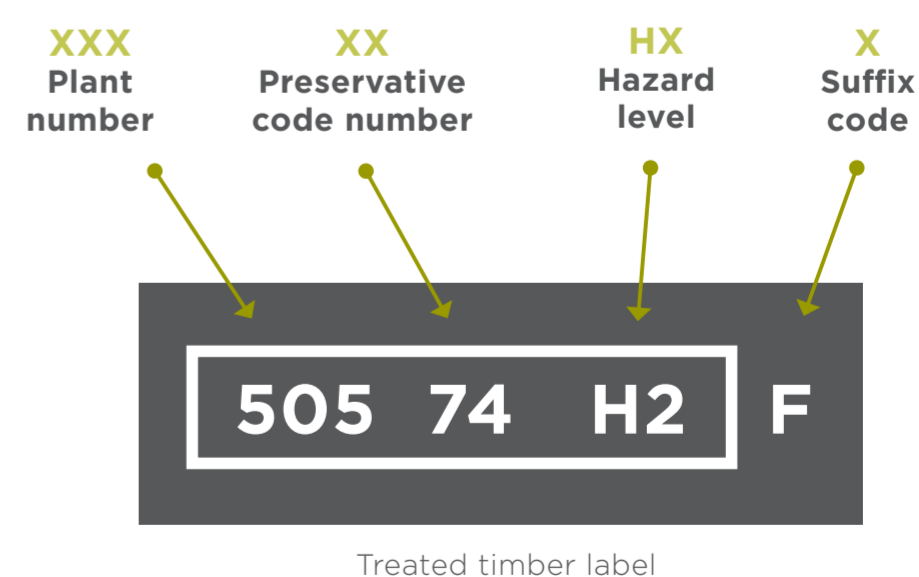 XXX XX HX X
Plant Preservative Hazard Suffix
number code number level code
505 74 H2 F
Treated timber label